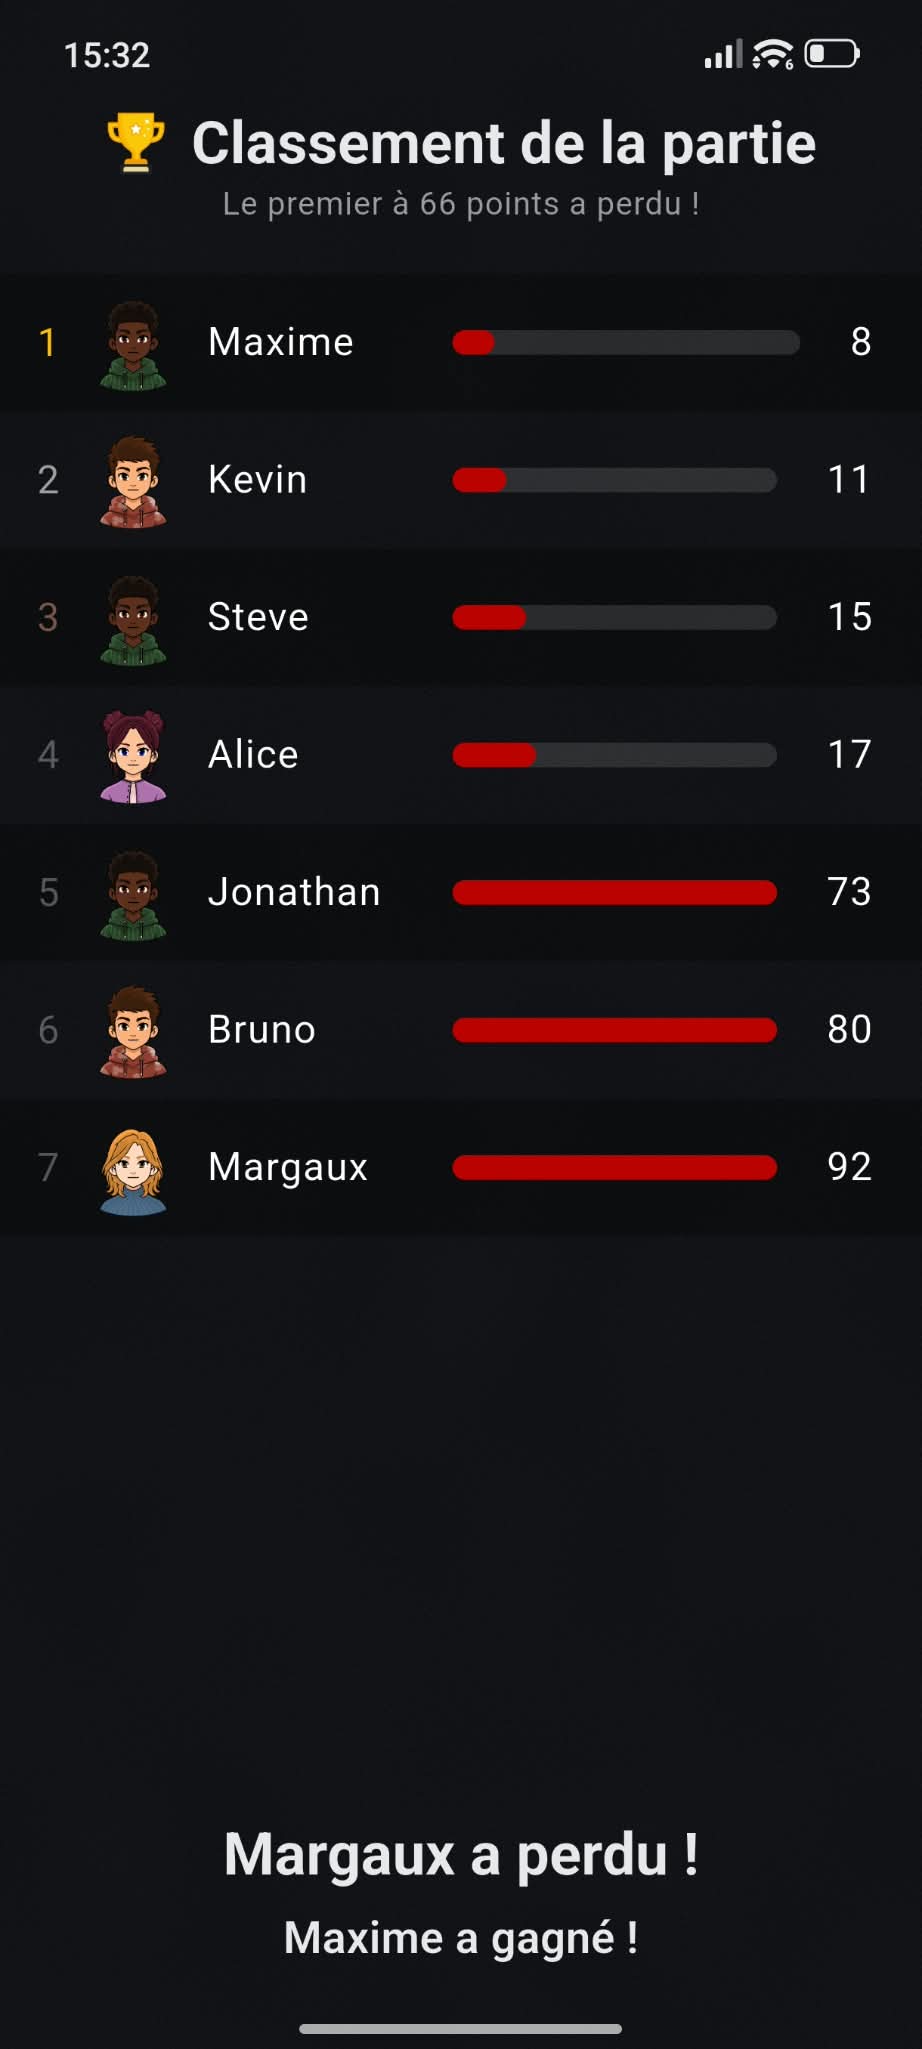 15:32
6
Classement de la partie
Le premier à 66 points a perdu !
1 Maxime 8
2 Kevin 11
3 Steve 15
4 Alice 17
5 Jonathan 73
6 Bruno 80
7 Margaux 92
Margaux a perdu !
Maxime a gagné !